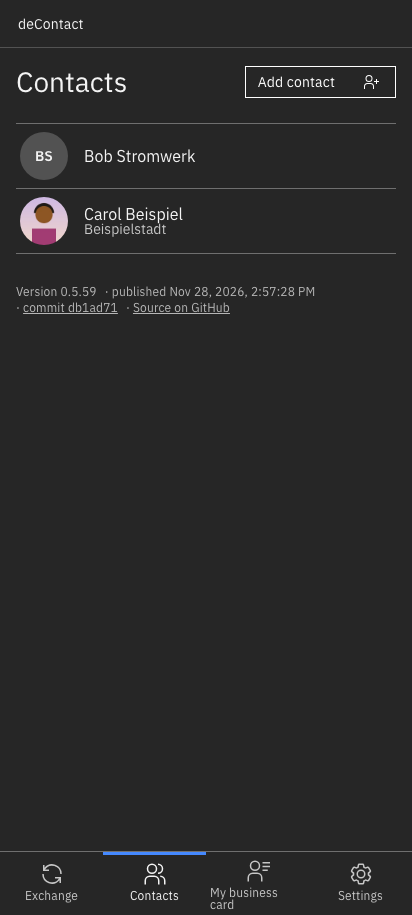 deContact
Contacts
Add contact
BS
Bob Stromwerk
Carol Beispiel
Beispielstadt
Version 0.5.59 · published Nov 28, 2026, 2:57:28 PM
· commit db1ad71 · Source on GitHub
Exchange
Contacts
My business
card
Settings